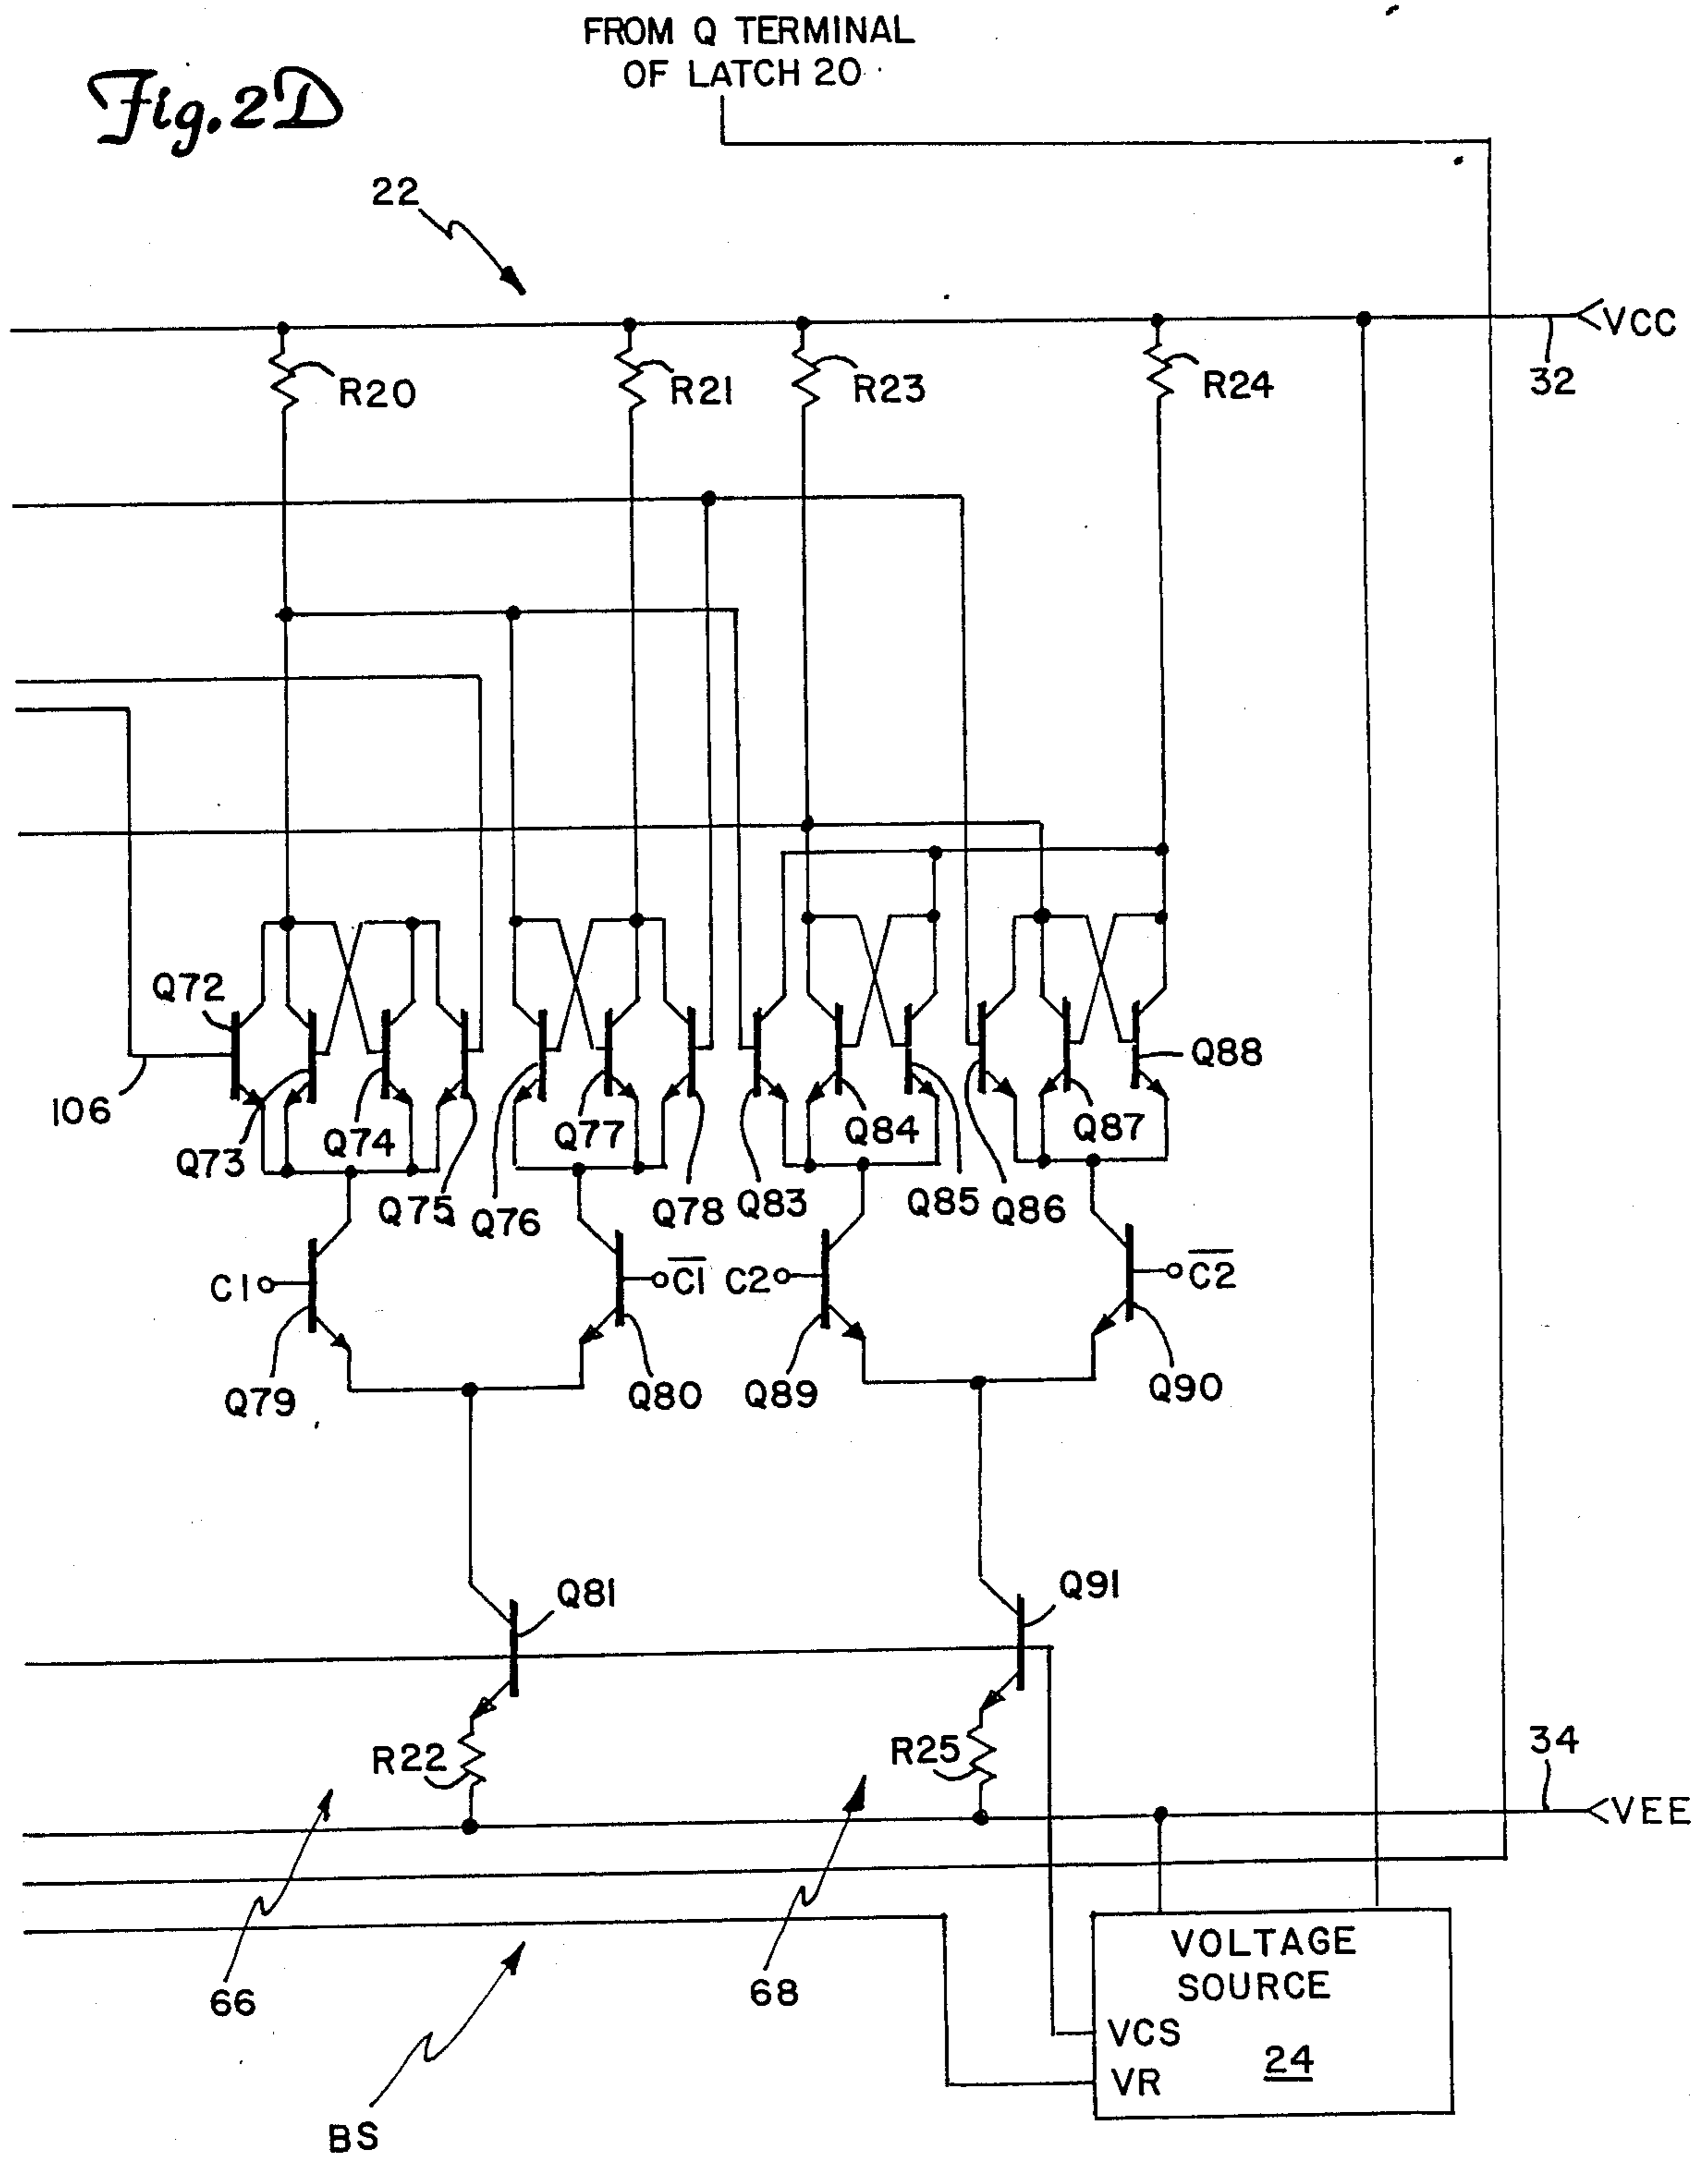 FROM Q TERMINAL
OF LATCH 20
Fig. 2D
22
VCC
32
R20
R21
R23
R24
Q72
Q88
106
Q73
Q74
Q77
Q84
Q87
Q75
Q76
Q78
Q83
Q85
Q86
C1
C̅1̅
C2
C̅2̅
Q79
Q80
Q89
Q90
Q81
Q91
R22
R25
34
VEE
66
68
VOLTAGE
SOURCE
VCS
24
VR
BS